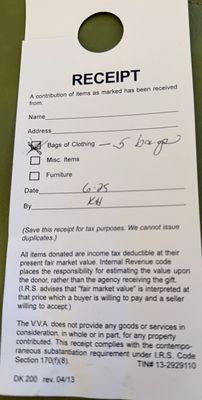 RECEIPT
A contribution of items as marked has been received
from:
Name
Address
Bags of Clothing – 5 bags
Misc. Items
Furniture
Date 6-25
By KH
(Save this receipt for tax purposes. We cannot issue
duplicates.)
All items donated are income tax deductible at their
present fair market value. Internal Revenue code
places the responsibility for estimating the value upon
the donor, rather than the agency receiving the gift.
(I.R.S. advises that "fair market value" is interpreted at
that price which a buyer is willing to pay and a seller
willing to accept.)
The V.V.A. does not provide any goods or services in
consideration, in whole or in part, for any property
contributed. This receipt complies with the contempo-
raneous substantiation requirement under I.R.S. Code
Section 170(f)(8). TIN# 13-2929110
DK 200 rev. 04/13